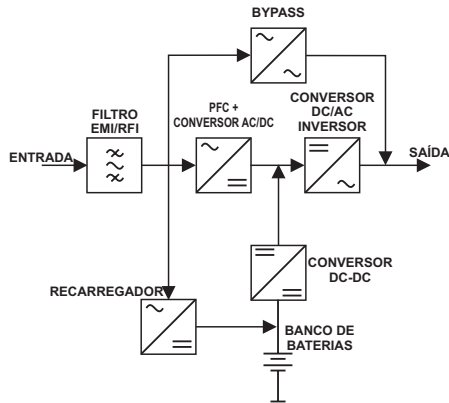 BYPASS
FILTRO
EMI/RFI
PFC +
CONVERSOR AC/DC
CONVERSOR
DC/AC
INVERSOR
ENTRADA
SAÍDA
CONVERSOR
DC-DC
RECARREGADOR
BANCO DE
BATERIAS